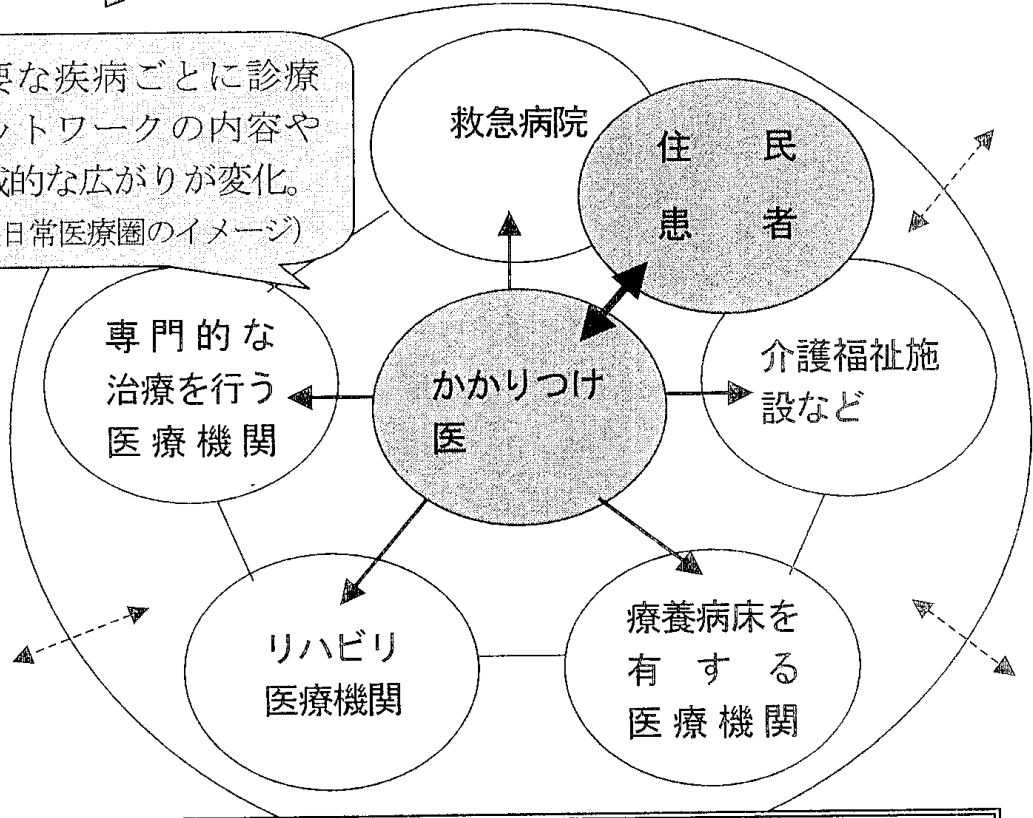 要な疾病ごとに診療
ットワークの内容や
域的な広がりが変化。
日常医療圏のイメージ）
救急病院
住民
患者
専門的な
治療を行う
医療機関
かかりつけ
医
介護福祉施
設など
リハビリ
医療機関
療養病床を
有する
医療機関